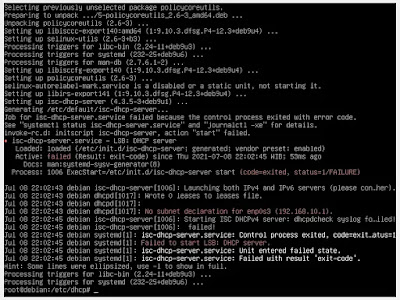 Selecting previously unselected package policycoreutils.
Preparing to unpack .../5-policycoreutils_2.6-3_amd64.deb ...
Unpacking policycoreutils (2.6-3) ...
Setting up libisccc-export140:amd64 (1:9.10.3.dfsg.P4-12.3+deb9u4) ...
Setting up selinux-utils (2.6-3+b3) ...
Processing triggers for libc-bin (2.24-11+deb9u3) ...
Processing triggers for systemd (232-25+deb9u6) ...
Processing triggers for man-db (2.7.6.1-2) ...
Setting up libisccfg-export140 (1:9.10.3.dfsg.P4-12.3+deb9u4) ...
Setting up policycoreutils (2.6-3) ...
selinux-autorelabel-mark.service is a disabled or a static unit, not starting it.
Setting up libirs-export141 (1:9.10.3.dfsg.P4-12.3+deb9u4) ...
Setting up isc-dhcp-server (4.3.5-3+deb9u1) ...
Generating /etc/default/isc-dhcp-server...
Job for isc-dhcp-server.service failed because the control process exited with error code.
See "systemctl status isc-dhcp-server.service" and "journalctl -xe" for details.
invoke-rc.d: initscript isc-dhcp-server, action "start" failed.
● isc-dhcp-server.service - LSB: DHCP server
Loaded: loaded (/etc/init.d/isc-dhcp-server; generated; vendor preset: enabled)
Active: failed (Result: exit-code) since Thu 2021-07-08 22:02:45 WIB; 53ms ago
Docs: man:systemd-sysv-generator(8)
Process: 1006 ExecStart=/etc/init.d/isc-dhcp-server start (code=exited, status=1/FAILURE)
Jul 08 22:02:43 debian isc-dhcp-server[1006]: Launching both IPv4 and IPv6 servers (please con…her).
Jul 08 22:02:43 debian dhcpd[1017]: Wrote 0 leases to leases file.
Jul 08 22:02:43 debian dhcpd[1017]: No subnet declaration for enp0s3 (192.168.10.1).
Jul 08 22:02:45 debian isc-dhcp-server[1006]: Starting ISC DHCPv4 server: dhcpdcheck syslog fo…iled!
Jul 08 22:02:45 debian isc-dhcp-server[1006]: failed!
Jul 08 22:02:45 debian systemd[1]: isc-dhcp-server.service: Control process exited, code=exit…atus=1
Jul 08 22:02:45 debian systemd[1]: Failed to start LSB: DHCP server.
Jul 08 22:02:45 debian systemd[1]: isc-dhcp-server.service: Unit entered failed state.
Jul 08 22:02:45 debian systemd[1]: isc-dhcp-server.service: Failed with result 'exit-code'.
Hint: Some lines were ellipsized, use -l to show in full.
Processing triggers for libc-bin (2.24-11+deb9u3) ...
Processing triggers for systemd (232-25+deb9u6) ...
root@debian:/etc/dhcp# _